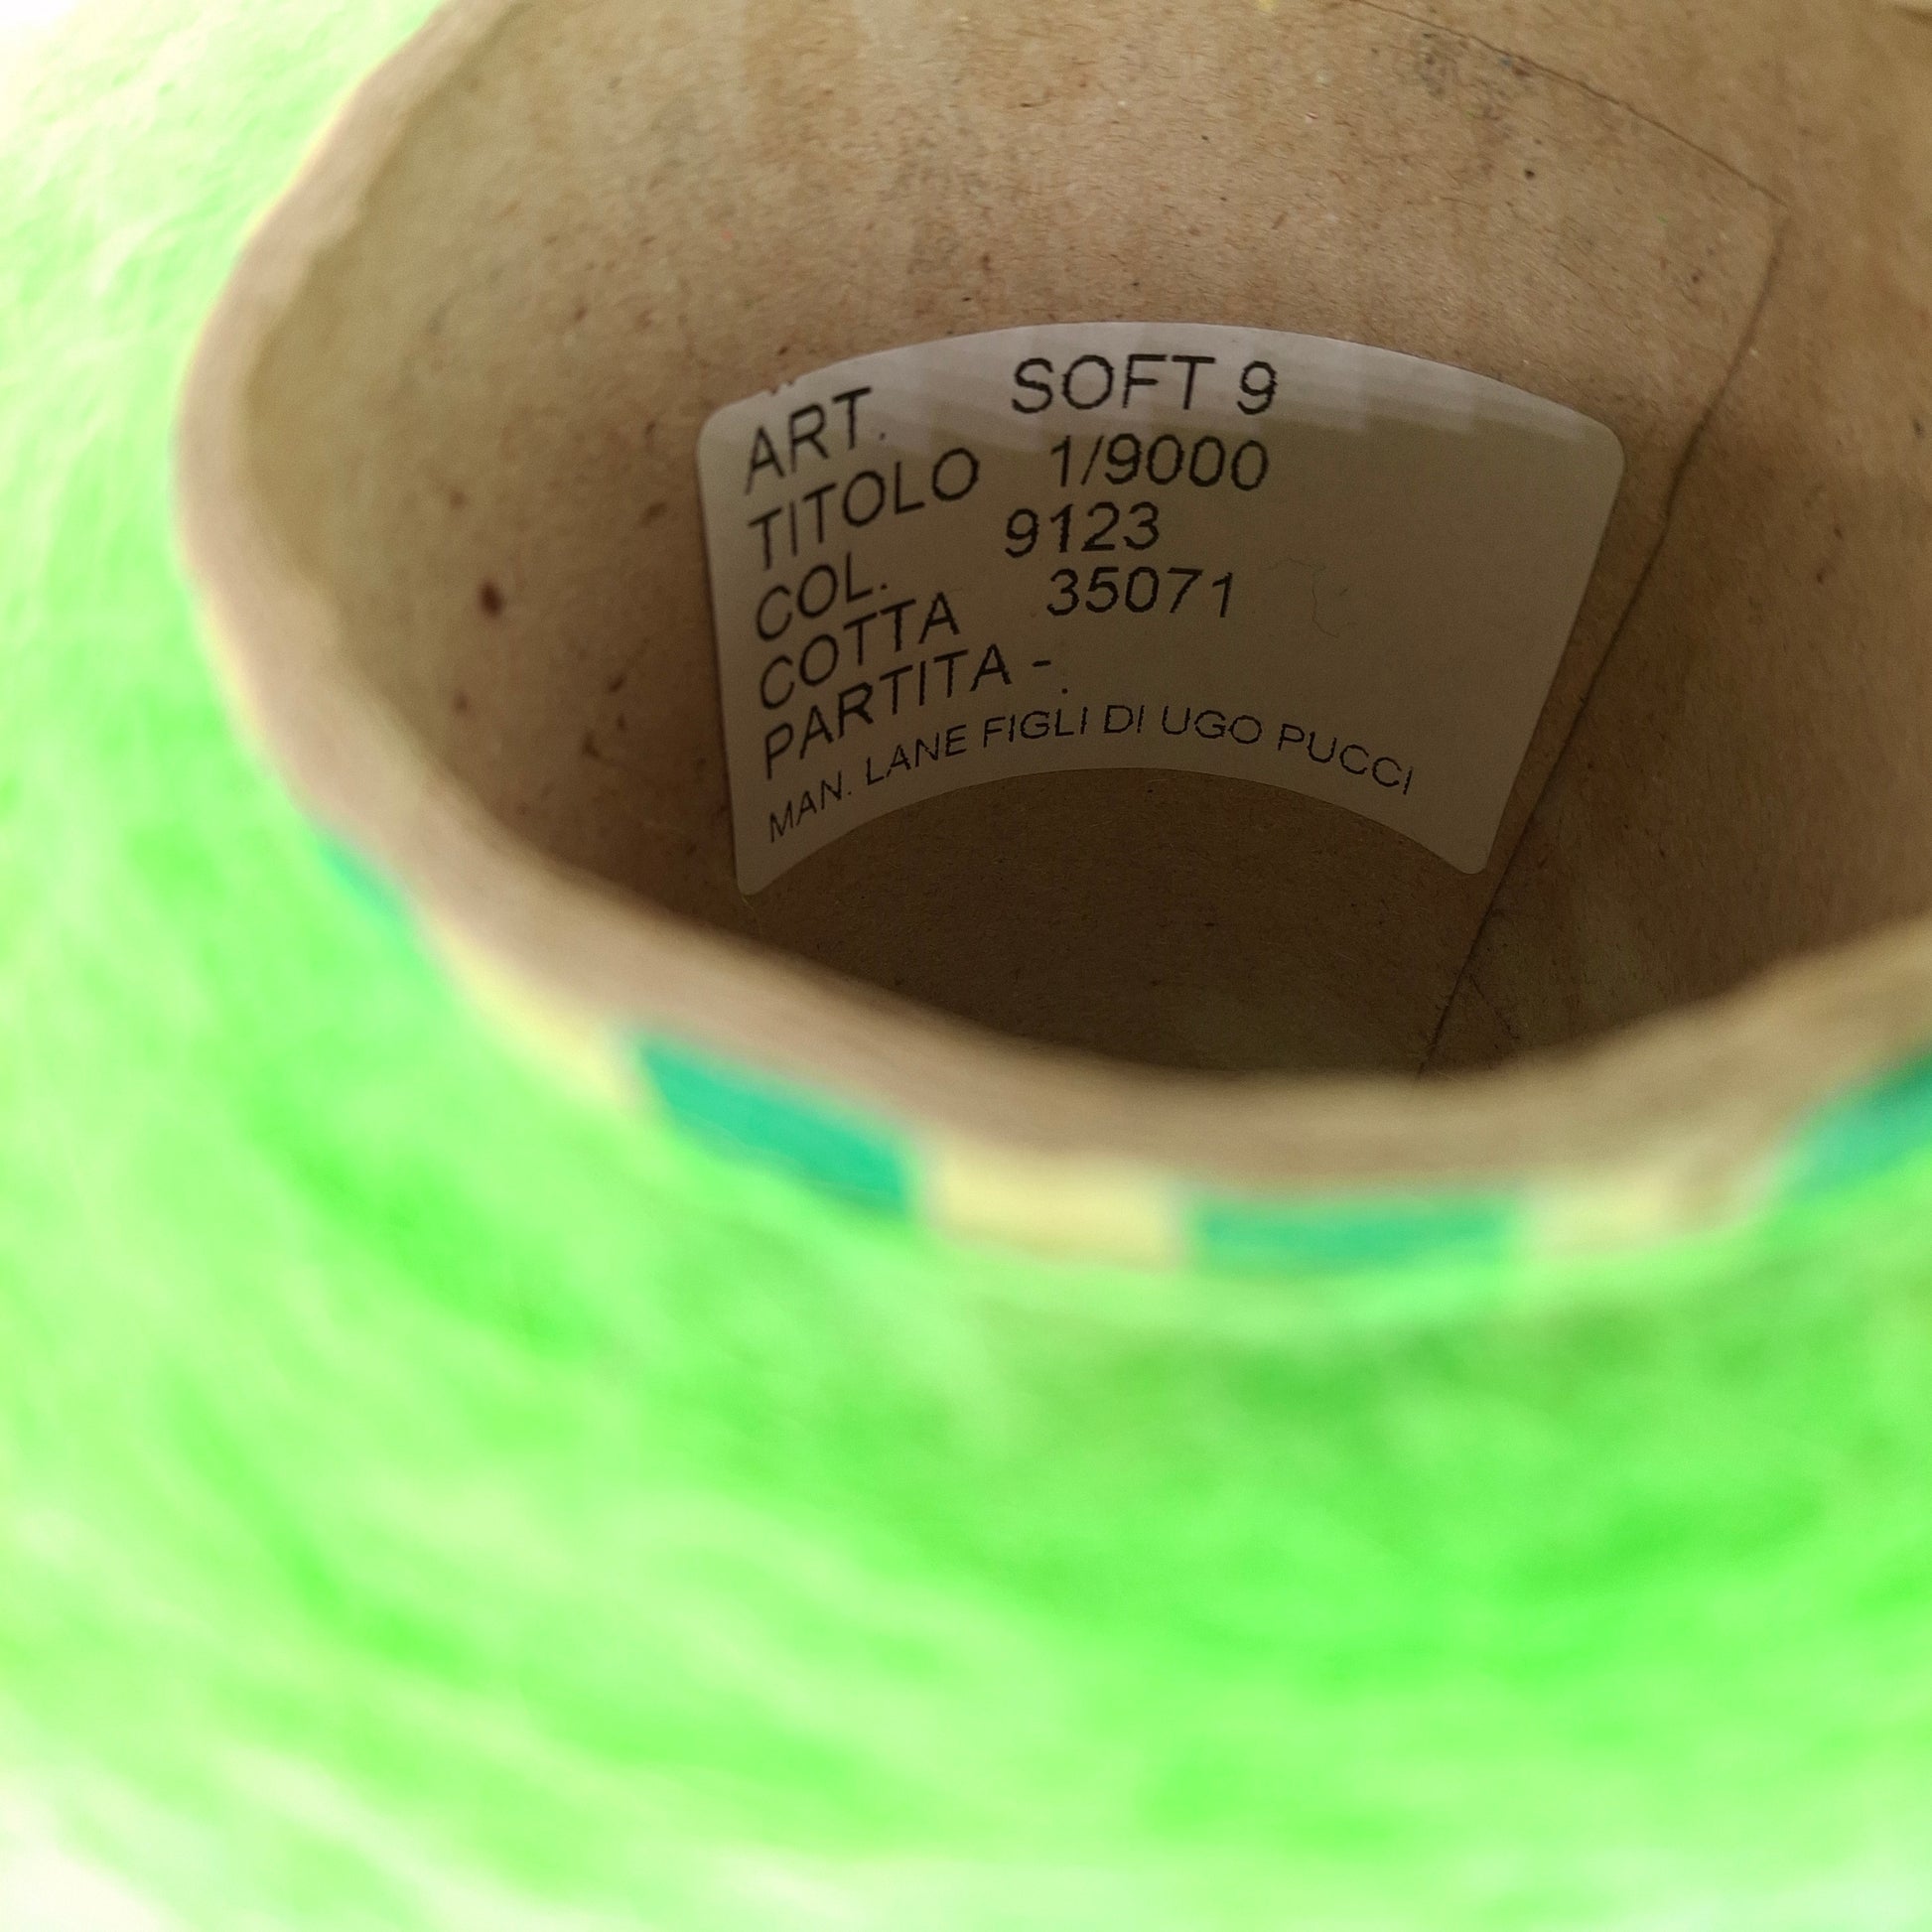 ART. SOFT 9
TITOLO 1/9000
COL. 9123
COTTA 35071
PARTITA -.
MAN. LANE FIGLI DI UGO PUCCI